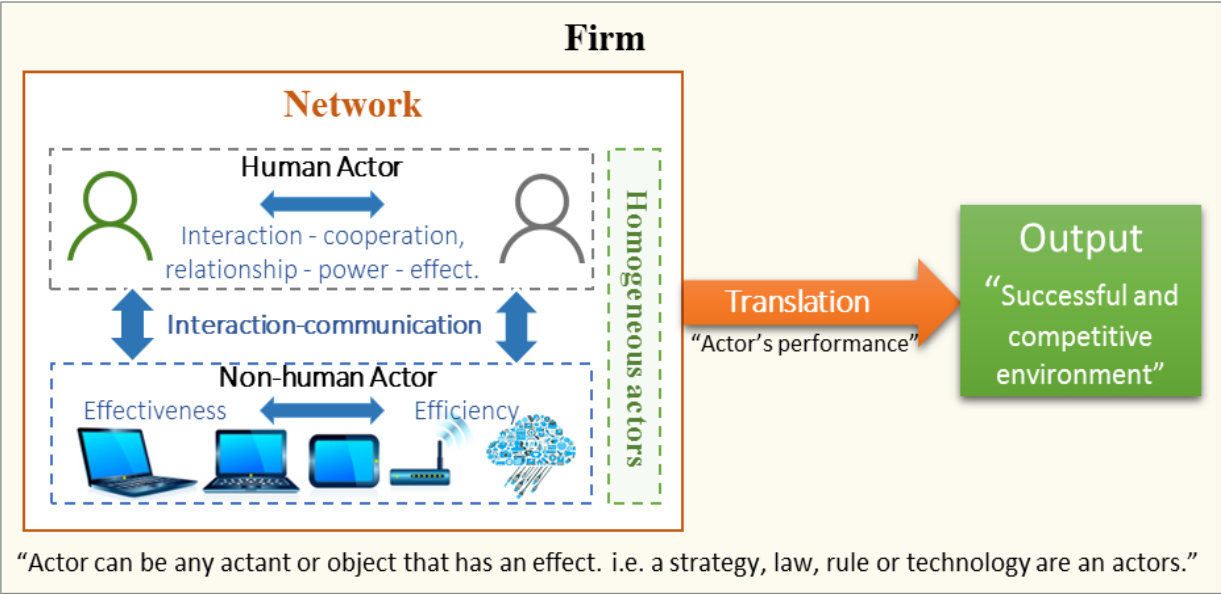 Firm
Network
Human Actor
Interaction - cooperation,
relationship - power - effect.
Interaction-communication
Non-human Actor
Effectiveness
Efficiency
Homogeneous actors
Translation
“Actor’s performance”
Output
“Successful and
competitive
environment”
“Actor can be any actant or object that has an effect. i.e. a strategy, law, rule or technology are an actors.”